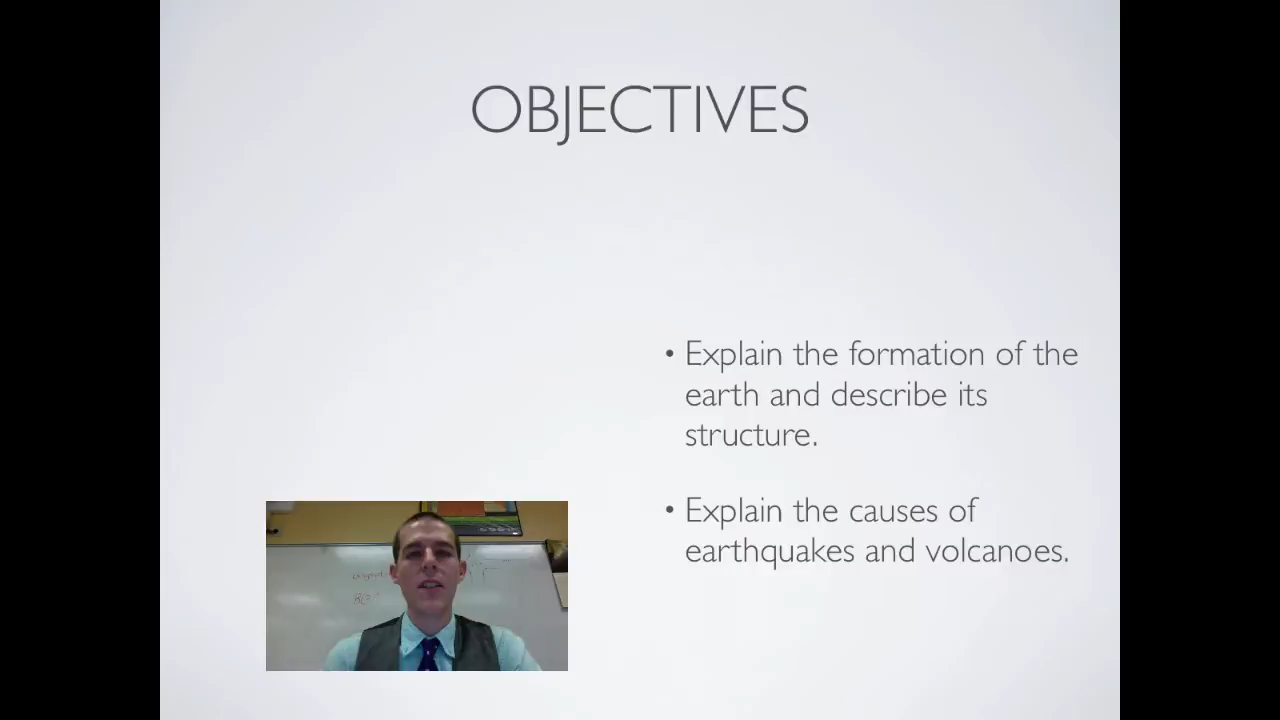 OBJECTIVES
• Explain the formation of the
earth and describe its
structure.
• Explain the causes of
earthquakes and volcanoes.